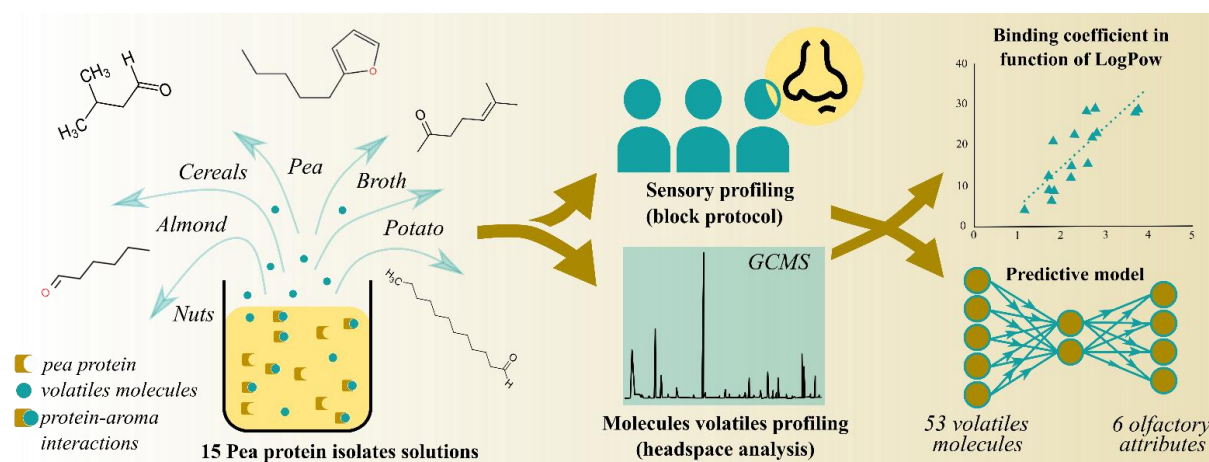 CH₃
H₃C
H
O
O
O
O
H₃C
O
H
Cereals
Pea
Broth
Almond
Potato
Nuts
pea protein
volatiles molecules
protein-aroma
interactions
15 Pea protein isolates solutions
Sensory profiling
(block protocol)
GCMS
Molecules volatiles profiling
(headspace analysis)
Binding coefficient in
function of LogPow
40
30
20
10
0
0
1
2
3
4
5
Predictive model
53 volatiles
molecules
6 olfactory
attributes